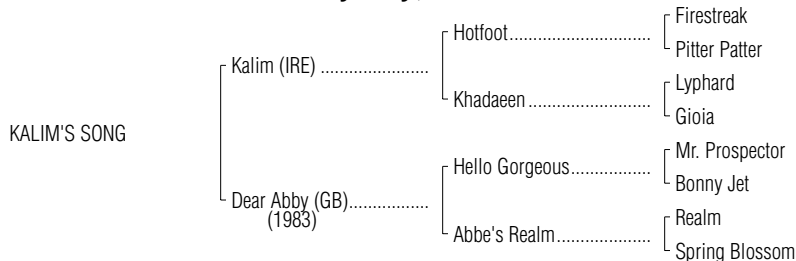 Firestreak
Hotfoot..............................
Pitter Patter
Kalim (IRE) .......................
Lyphard
Khadaeen ..........................
Gioia
KALIM'S SONG
Mr. Prospector
Hello Gorgeous.................
Bonny Jet
Dear Abby (GB).................
(1983)
Realm
Abbe's Realm....................
Spring Blossom